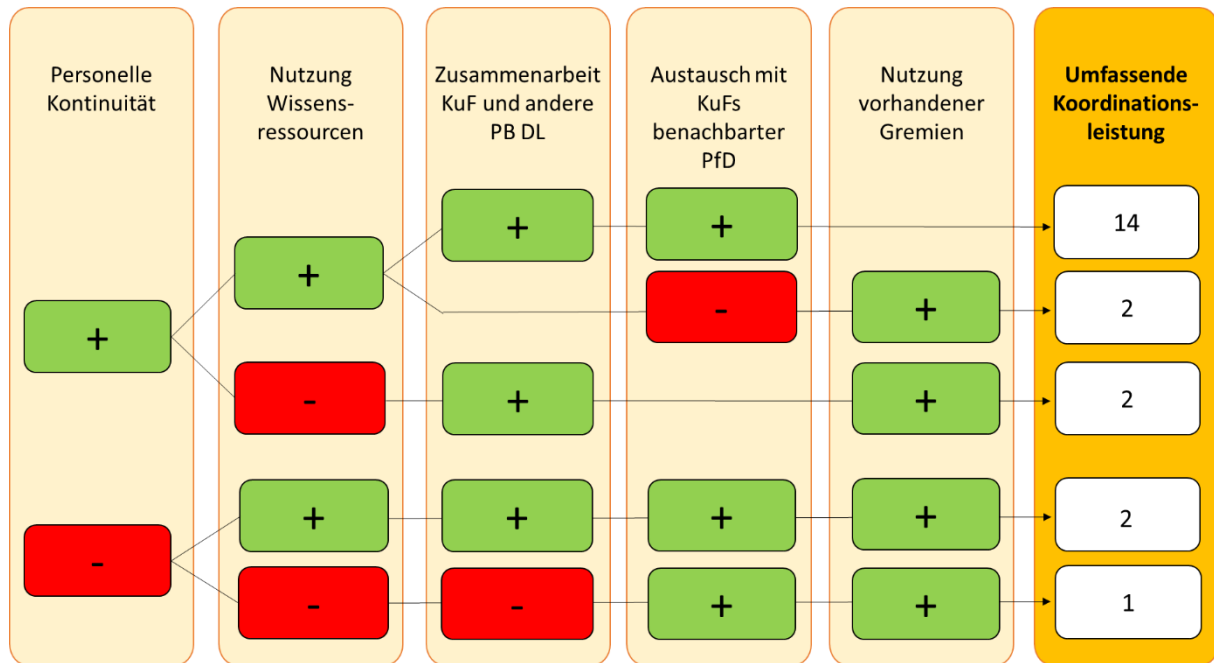 Personelle
Kontinuität
Nutzung
Wissens-
ressourcen
Zusammenarbeit
KuF und andere
PB DL
Austausch mit
KuFs
benachbarter
PfD
Nutzung
vorhandener
Gremien
Umfassende
Koordinations-
leistung
+
+
+
+
14
-
+
2
-
+
+
2
-
+
+
+
+
2
-
-
+
+
1